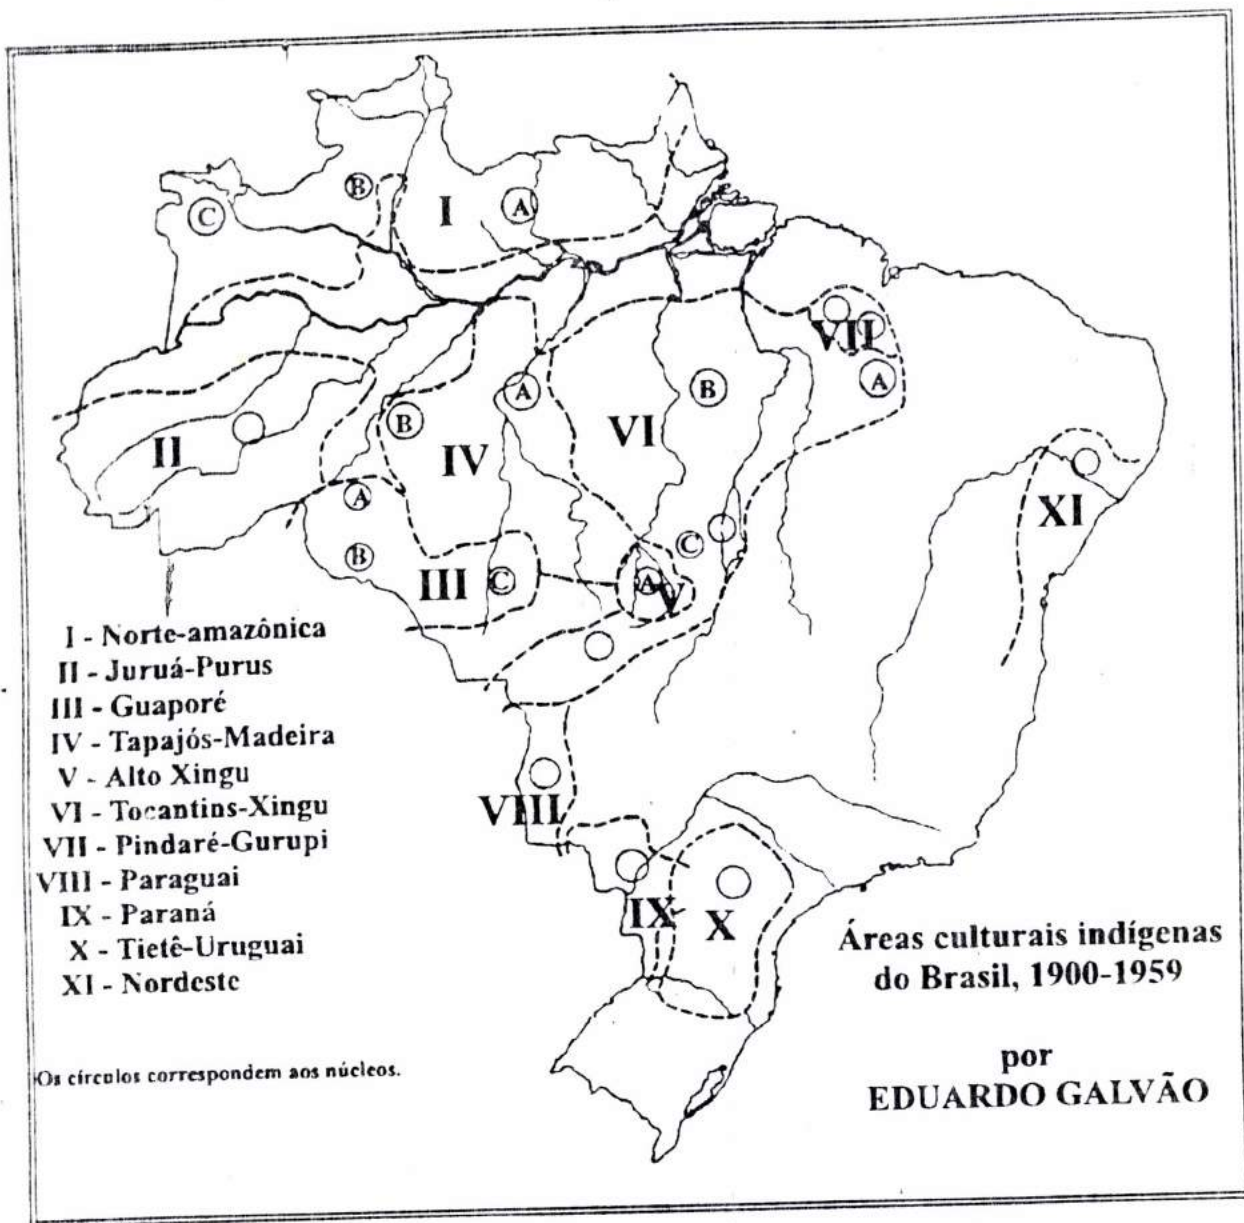 B
C
I
A
VII
A
A
B
B
VI
II
IV
A
XI
B
C
III
C
A
V
I - Norte-amazônica
II - Juruá-Purus
III - Guaporé
IV - Tapajós-Madeira
V - Alto Xingu
VI - Tocantins-Xingu
VII - Pindaré-Gurupi
VIII - Paraguai
IX - Paraná
X - Tietê-Uruguai
XI - Nordeste
VIII
IX
X
Áreas culturais indígenas
do Brasil, 1900-1959
por
EDUARDO GALVÃO
Os círculos correspondem aos núcleos.